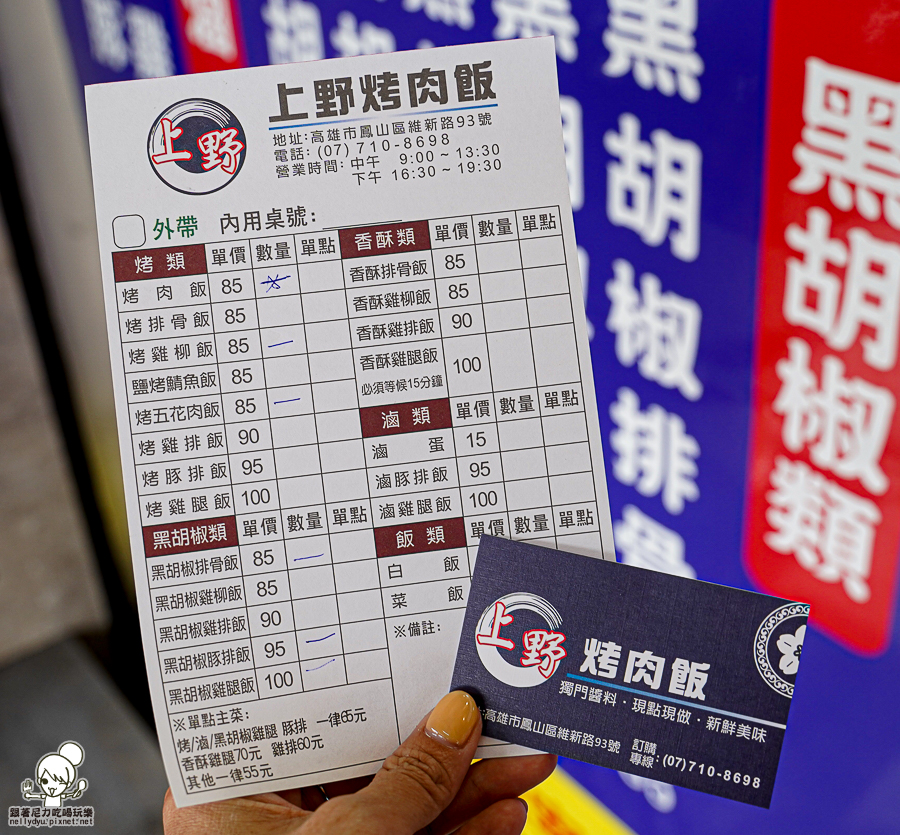 上野烤肉飯
上野
地址:高雄市鳳山區維新路93號
電話:(07)710-8698
營業時間:中午 9:00~13:30
下午 16:30~19:30
外帶 內用桌號:
烤類 單價 數量 單點
烤肉飯 85
烤排骨飯 85
烤雞柳飯 85
鹽烤鯖魚飯 85
烤五花肉飯 85
烤雞排飯 90
烤豚排飯 95
烤雞腿飯 100
黑胡椒類 單價 數量 單點
黑胡椒排骨飯 85
黑胡椒雞柳飯 85
黑胡椒雞排飯 90
黑胡椒豚排飯 95
黑胡椒雞腿飯 100
※單點主菜:
烤/滷/黑胡椒雞腿 豚排 一律65元
香酥雞腿70元 雞排60元
其他一律55元
香酥類 單價 數量 單點
香酥排骨飯 85
香酥雞柳飯 85
香酥雞排飯 90
香酥雞腿飯 100
必須等候15分鐘
滷類 單價 數量 單點
滷蛋 15
滷豚排飯 95
滷雞腿飯 100
飯類 單價 數量 單點
白飯
菜飯
※備註:
上野 烤肉飯
獨門醬料·現點現做·新鮮美味
高雄市鳳山區維新路93號
訂購
專線:(07)710-8698
黑胡椒排骨
黑胡椒類
跟著尼力吃喝玩樂
nellydyu.pixnet.net